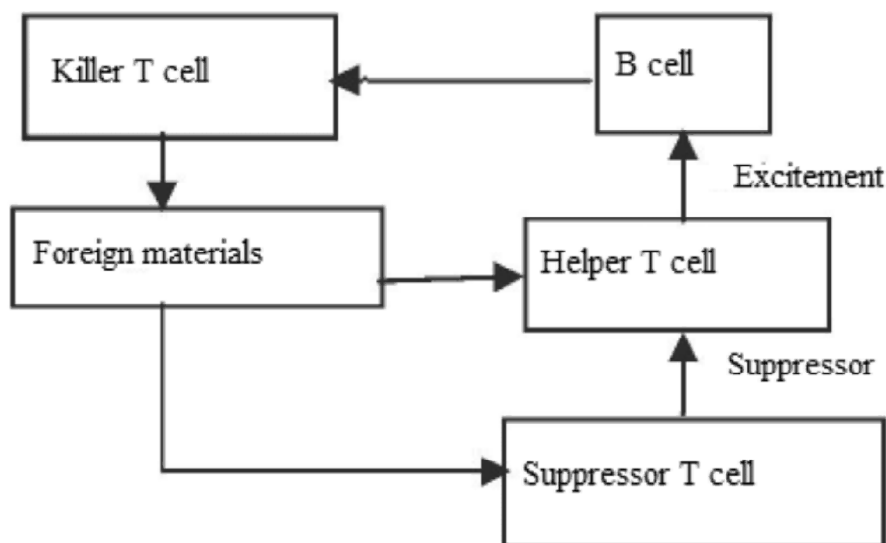 Killer T cell
B cell
Excitement
Foreign materials
Helper T cell
Suppressor
Suppressor T cell